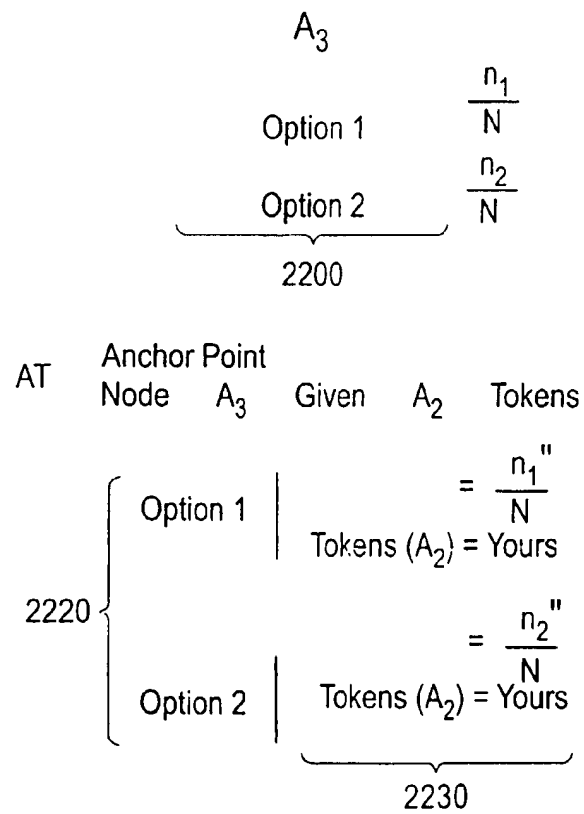 A₃
Option 1 n₁/N
Option 2 n₂/N
2200
Anchor Point
AT Node A₃ Given A₂ Tokens
Option 1 | = n₁"/N
Tokens (A₂) = Yours
2220
Option 2 | = n₂"/N
Tokens (A₂) = Yours
2230